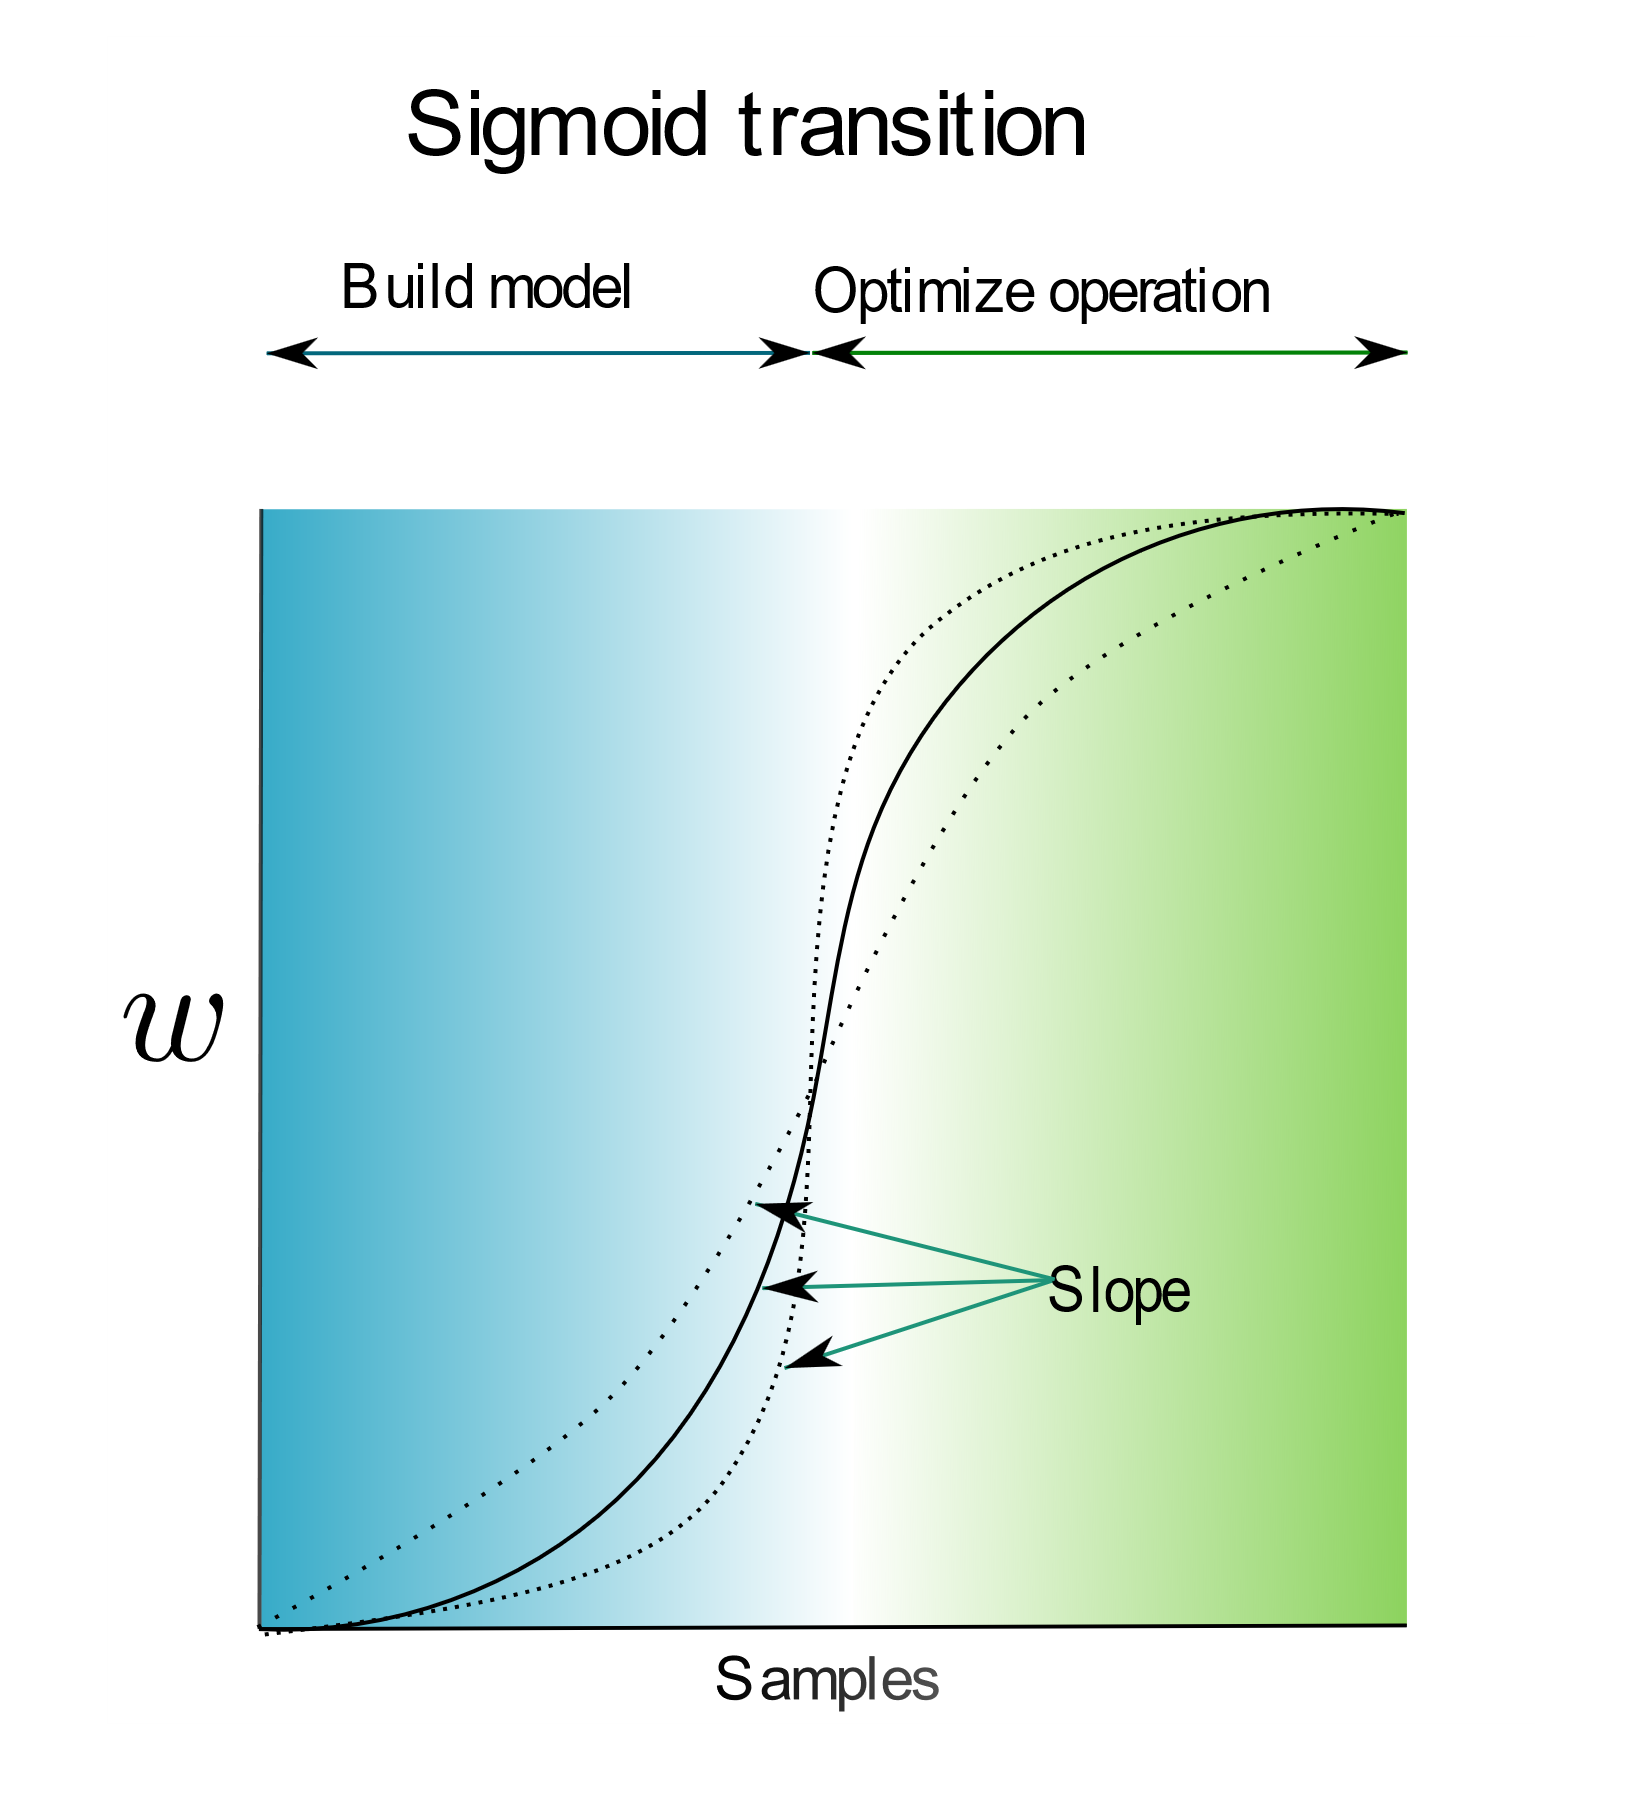 Sigmoid transition
Build model
Optimize operation
w
Slope
Samples